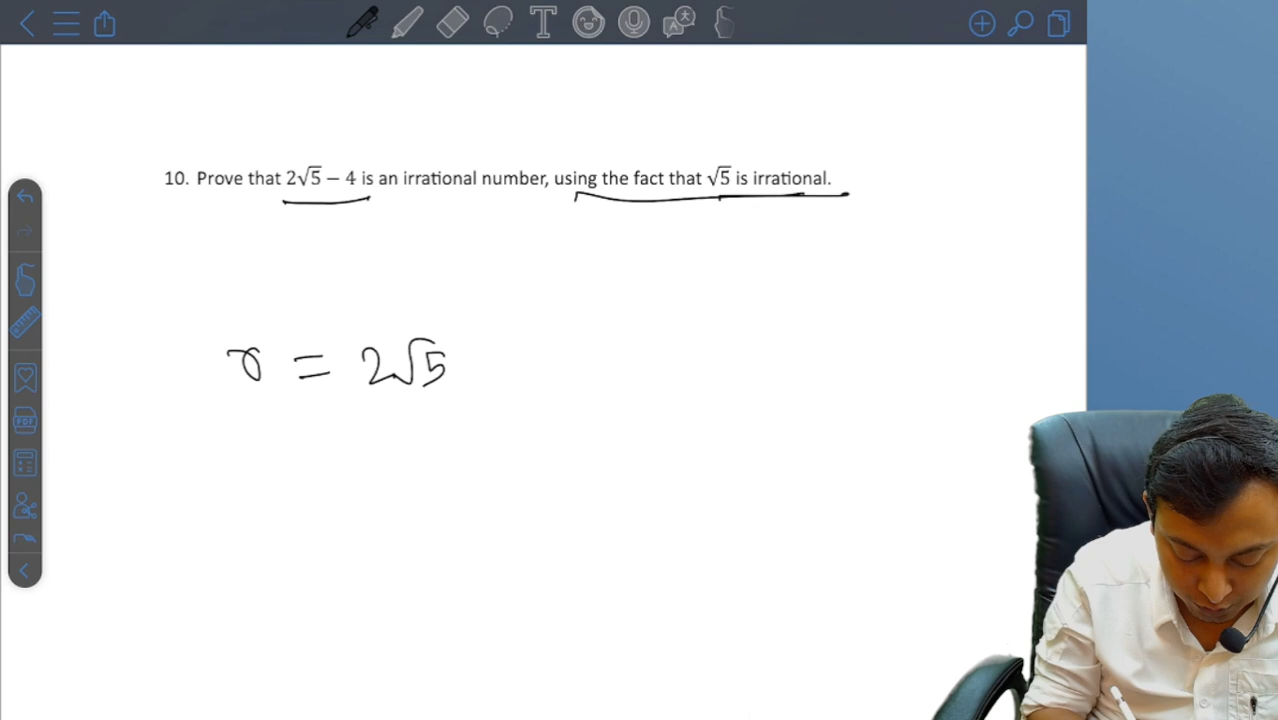 10. Prove that 2√5 − 4 is an irrational number, using the fact that √5 is irrational.
r = 2√5